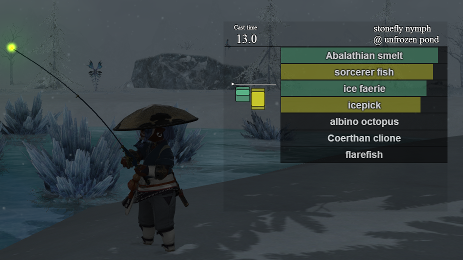 Cast time
13.0
stonefly nymph
@ unfrozen pond
Abalathian smelt
sorcerer fish
ice faerie
icepick
albino octopus
Coerthan clione
flarefish